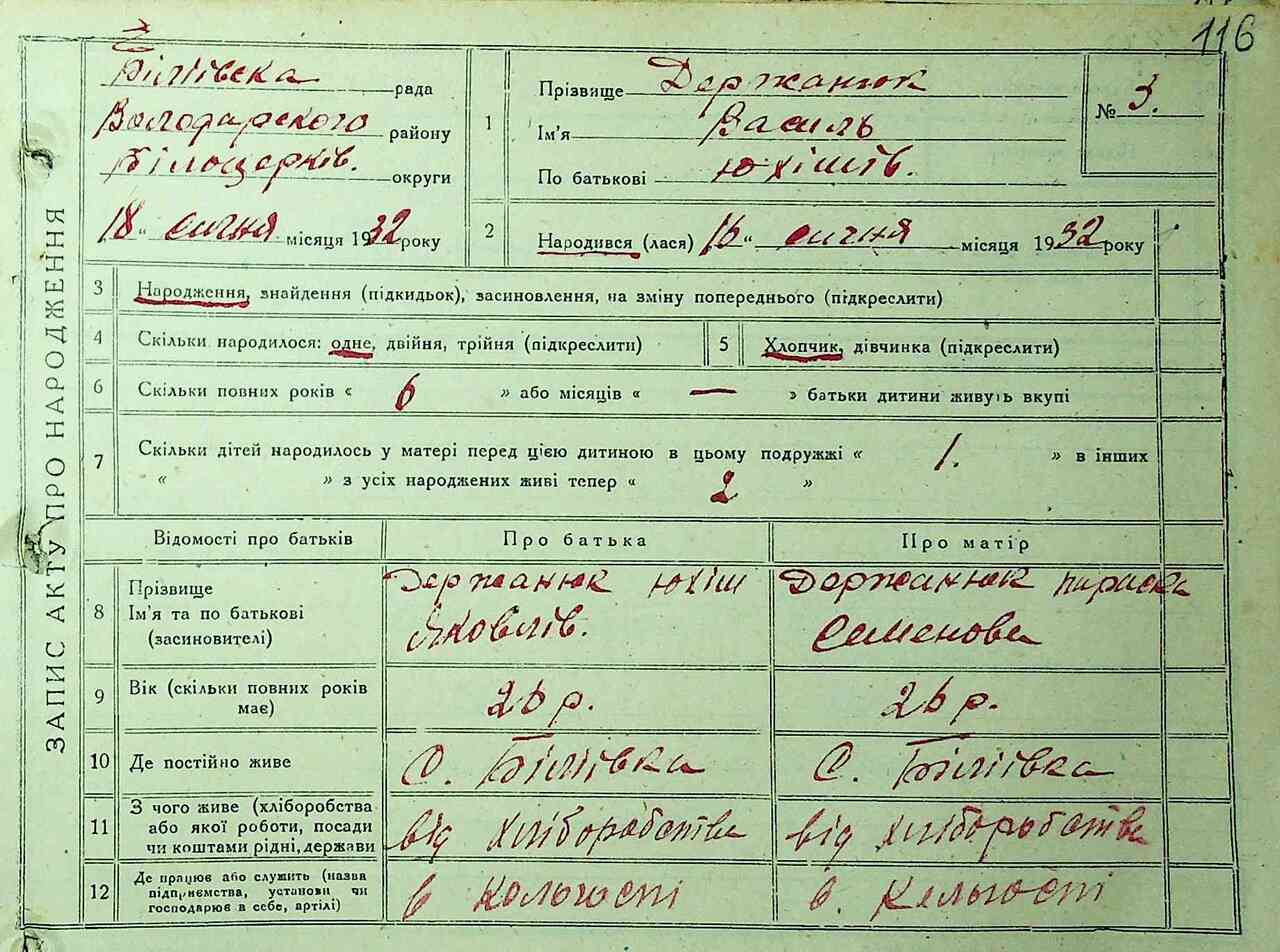 116
Біліївська рада
Володарского району
Білоцерків. округи
18 „ сичня місяця 1932 року
1
Прізвище Держанюк
Ім'я Василь
По батькові Юхімів.
№ 3.
2
Народився (лася) 16 „ сичня місяця 1932 року
ЗАПИС АКТУ ПРО НАРОДЖЕННЯ
3 Народження, знайдення (підкидьок), засиновлення, на зміну попереднього (підкреслити)
4 Скільки народилося: одне, двійня, трійня (підкреслити)
5 Хлопчик, дівчинка (підкреслити)
6 Скільки повних років « 6 » або місяців « — » батьки дитини живуть вкупі
7 Скільки дітей народилось у матері перед цією дитиною в цьому подружжі « 1. » в інших
« » з усіх народжених живі тепер « 2 »
Відомості про батьків Про батька Про матір
8
Прізвище
Ім'я та по батькові
(засиновителі)
Держанюк Юхім
Яковлів.
Держанюк Параска
Семенова
9
Вік (скільки повних років
має)
26 р.
26 р.
10 Де постійно живе
С. Біліївка
С. Біліївка
11
З чого живе (хліборобства
або якої роботи, посади
чи коштами рідні, держави
від хліборобства
від хліборобства
12
Де працює або служить (назва
підприємства, установи чи
господарює в себе, артілі)
в Колгоспі
в. Колгоспі